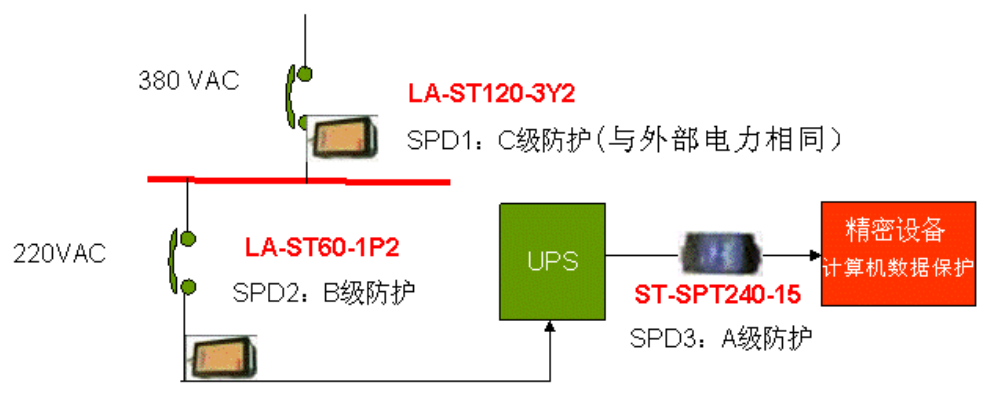 380 VAC
LA-ST120-3Y2
SPD1：C级防护(与外部电力相同）
220VAC
LA-ST60-1P2
SPD2：B级防护
UPS
ST-SPT240-15
SPD3：A级防护
精密设备
计算机数据保护